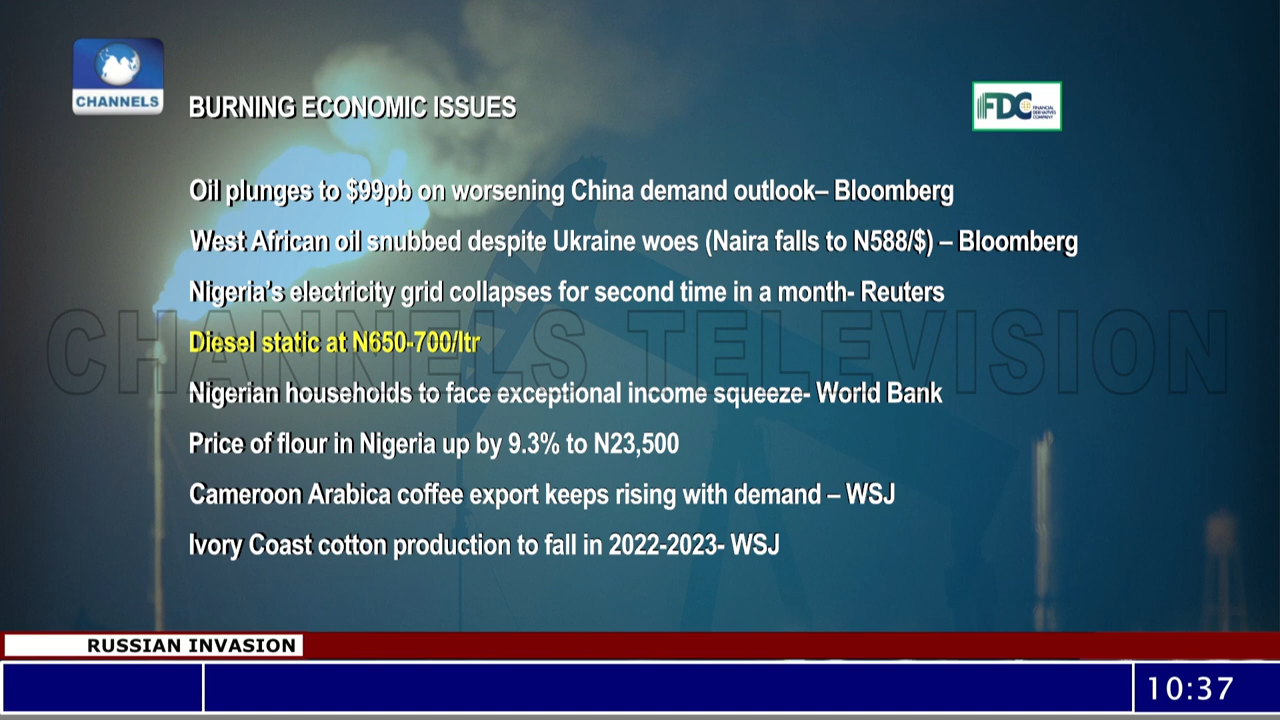 CHANNELS
BURNING ECONOMIC ISSUES
FDC FINANCIAL DERIVATIVES COMPANY
Oil plunges to $99pb on worsening China demand outlook– Bloomberg
West African oil snubbed despite Ukraine woes (Naira falls to N588/$) – Bloomberg
Nigeria's electricity grid collapses for second time in a month- Reuters
CHANNELS TELEVISION
Diesel static at N650-700/ltr
Nigerian households to face exceptional income squeeze- World Bank
Price of flour in Nigeria up by 9.3% to N23,500
Cameroon Arabica coffee export keeps rising with demand – WSJ
Ivory Coast cotton production to fall in 2022-2023- WSJ
RUSSIAN INVASION
10:37